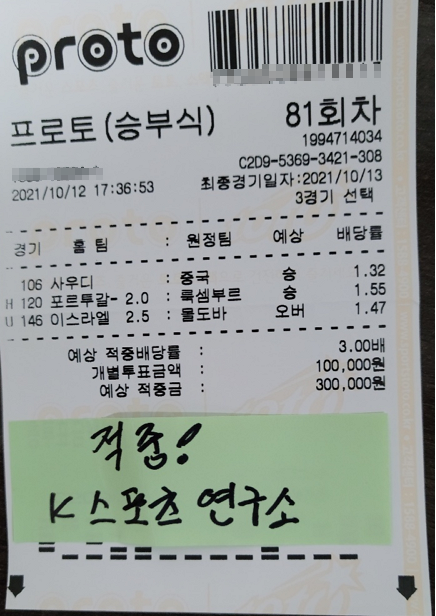 proto
프로토(승부식) 81회차
1994714034
C2D9-5369-3421-308
2021/10/12 17:36:53 최종경기일자:2021/10/13
3경기 선택
경기 홈팀 : 원정팀 예상 배당률
106 사우디 : 중국 승 1.32
H 120 포르투갈- 2.0 : 룩셈부르 승 1.55
U 146 이스라엘 2.5 : 몰도바 오버 1.47
예상 적중배당률 : 3.00배
개별투표금액 : 100,000원
예상 적중금 : 300,000원
적중!
K 스포츠 연구소